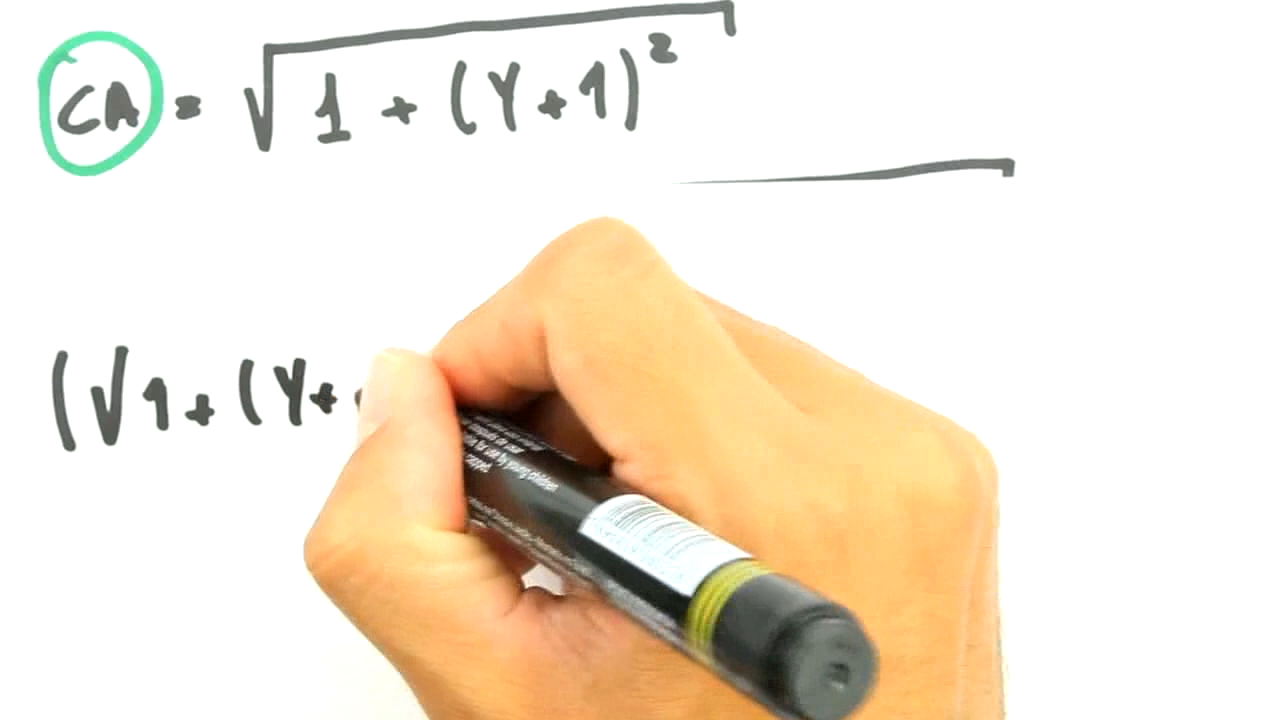 CA = √1 + (Y+1)²
(√1 + (Y+